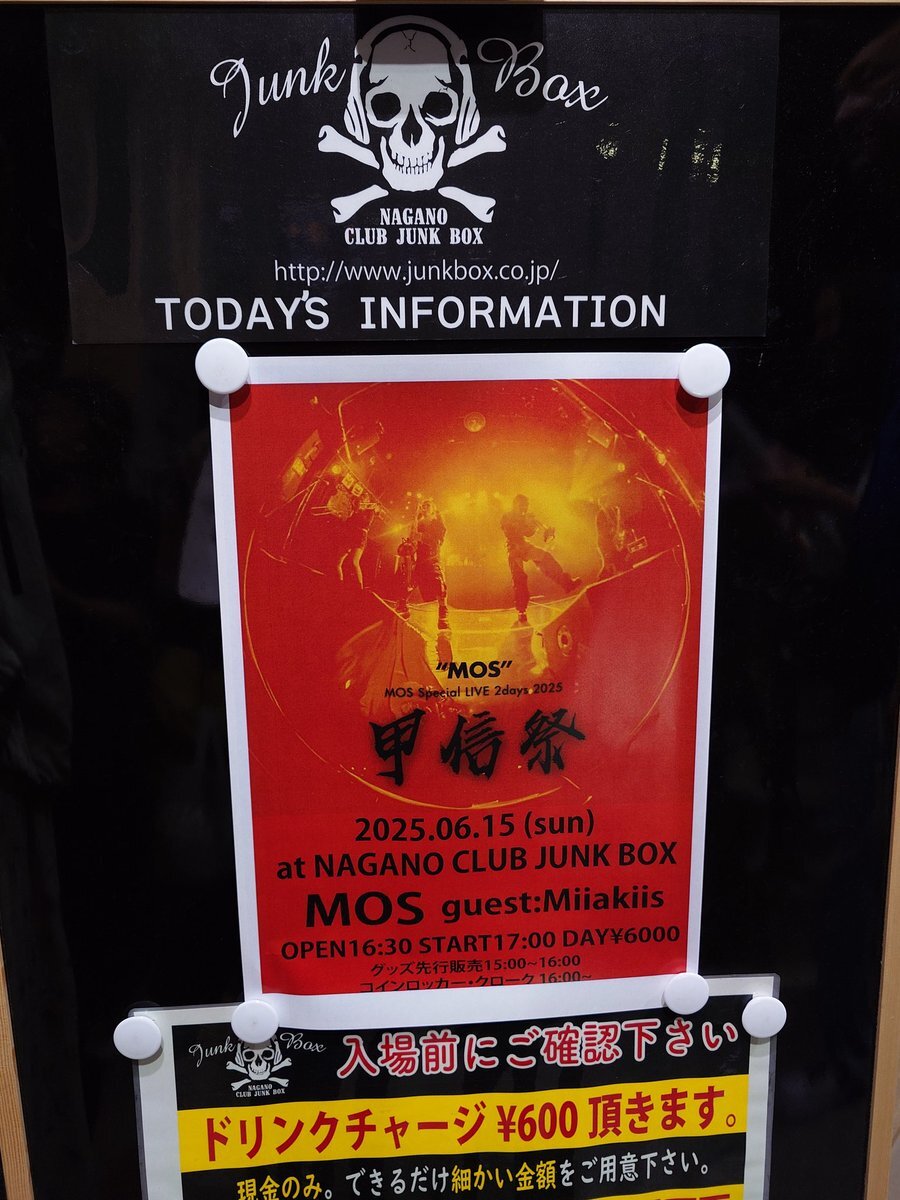 Junk Box
NAGANO
CLUB JUNK BOX
http://www.junkbox.co.jp/
TODAY'S INFORMATION
"MOS"
MOS Special LIVE 2days 2025
甲信祭
2025.06.15 (sun)
at NAGANO CLUB JUNK BOX
MOS guest:Miiakiis
OPEN16:30 START17:00 DAY¥6000
グッズ先行販売15:00~16:00
コインロッカー・クローク 16:00~
Junk Box
NAGANO
CLUB JUNK BOX
入場前にご確認下さい
ドリンクチャージ ¥600 頂きます。
現金のみ。できるだけ細かい金額をご用意下さい。